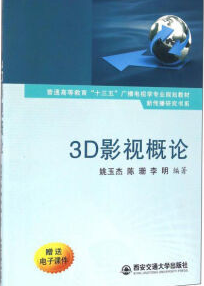 普通高等教育“十三五”广播电视学专业规划教材
新传播研究书系
3D影视概论
姚玉杰 陈 珊 李 明 编著
赠送
电子课件
西安交通大学出版社